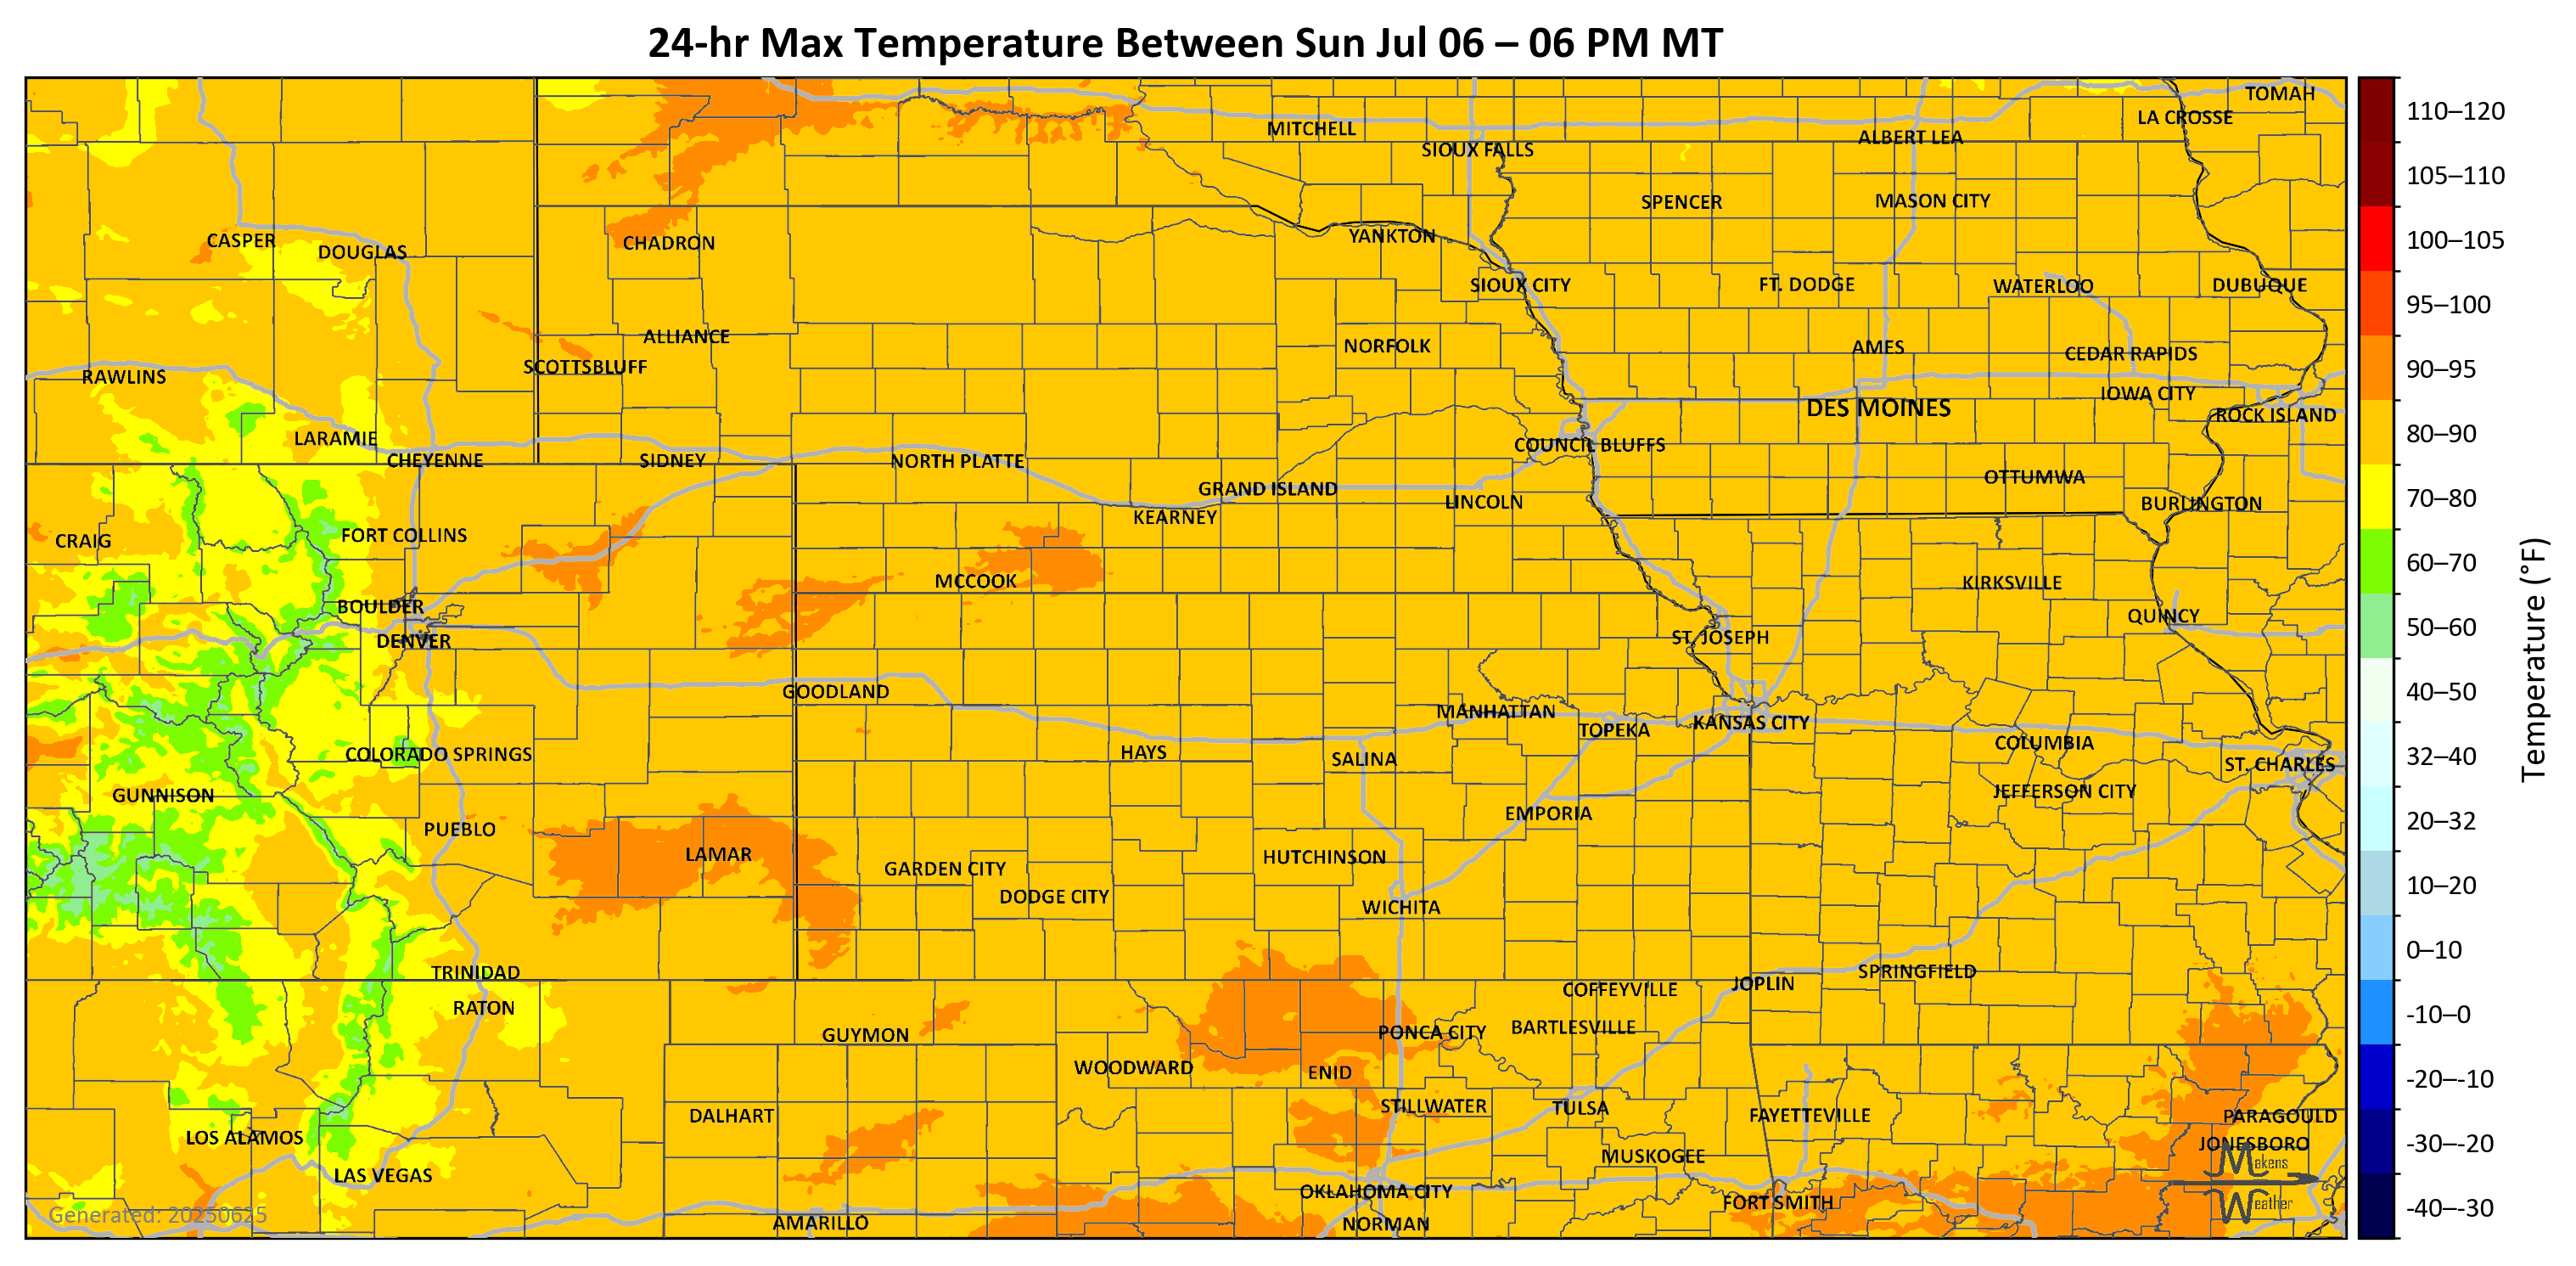 24-hr Max Temperature Between Sun Jul 06 – 06 PM MT
TOMAH
LA CROSSE
MITCHELL
ALBERT LEA
SIOUX FALLS
SPENCER
MASON CITY
CASPER
DOUGLAS
CHADRON
YANKTON
SIOUX CITY
FT. DODGE
WATERLOO
DUBUQUE
ALLIANCE
NORFOLK
AMES
CEDAR RAPIDS
SCOTTSBLUFF
RAWLINS
IOWA CITY
DES MOINES
ROCK ISLAND
LARAMIE
COUNCIL BLUFFS
CHEYENNE
SIDNEY
NORTH PLATTE
OTTUMWA
GRAND ISLAND
LINCOLN
BURLINGTON
KEARNEY
CRAIG
FORT COLLINS
MCCOOK
KIRKSVILLE
BOULDER
QUINCY
DENVER
ST. JOSEPH
GOODLAND
MANHATTAN
TOPEKA
KANSAS CITY
COLORADO SPRINGS
HAYS
SALINA
COLUMBIA
ST. CHARLES
GUNNISON
JEFFERSON CITY
PUEBLO
EMPORIA
LAMAR
GARDEN CITY
HUTCHINSON
DODGE CITY
WICHITA
TRINIDAD
SPRINGFIELD
RATON
COFFEYVILLE
JOPLIN
GUYMON
PONCA CITY
BARTLESVILLE
WOODWARD
ENID
DALHART
STILLWATER
TULSA
FAYETTEVILLE
PARAGOULD
LOS ALAMOS
JONESBORO
LAS VEGAS
MUSKOGEE
OKLAHOMA CITY
FORT SMITH
AMARILLO
NORMAN
Generated: 20250625
Makens
Weather
110–120
105–110
100–105
95–100
90–95
80–90
70–80
60–70
50–60
40–50
32–40
20–32
10–20
0–10
-10–0
-20–-10
-30–-20
-40–-30
Temperature (°F)